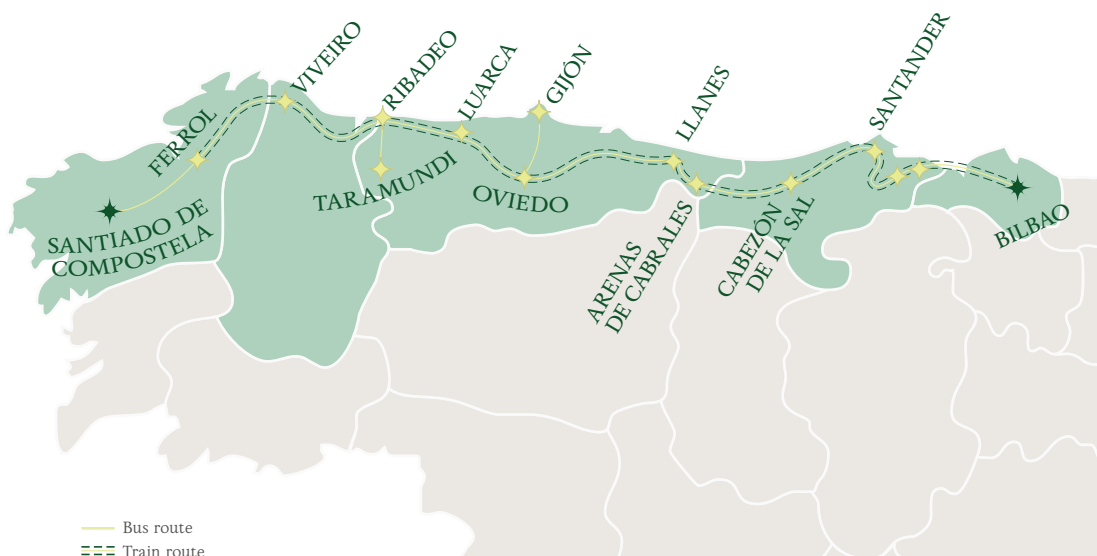 VIVEIRO
RIBADEO
LUARCA
GIJÓN
LLANES
SANTANDER
FERROL
TARAMUNDI
OVIEDO
SANTIADO DE
COMPOSTELA
ARENAS
DE CABRALES
CABEZÓN
DE LA SAL
BILBAO
Bus route
Train route